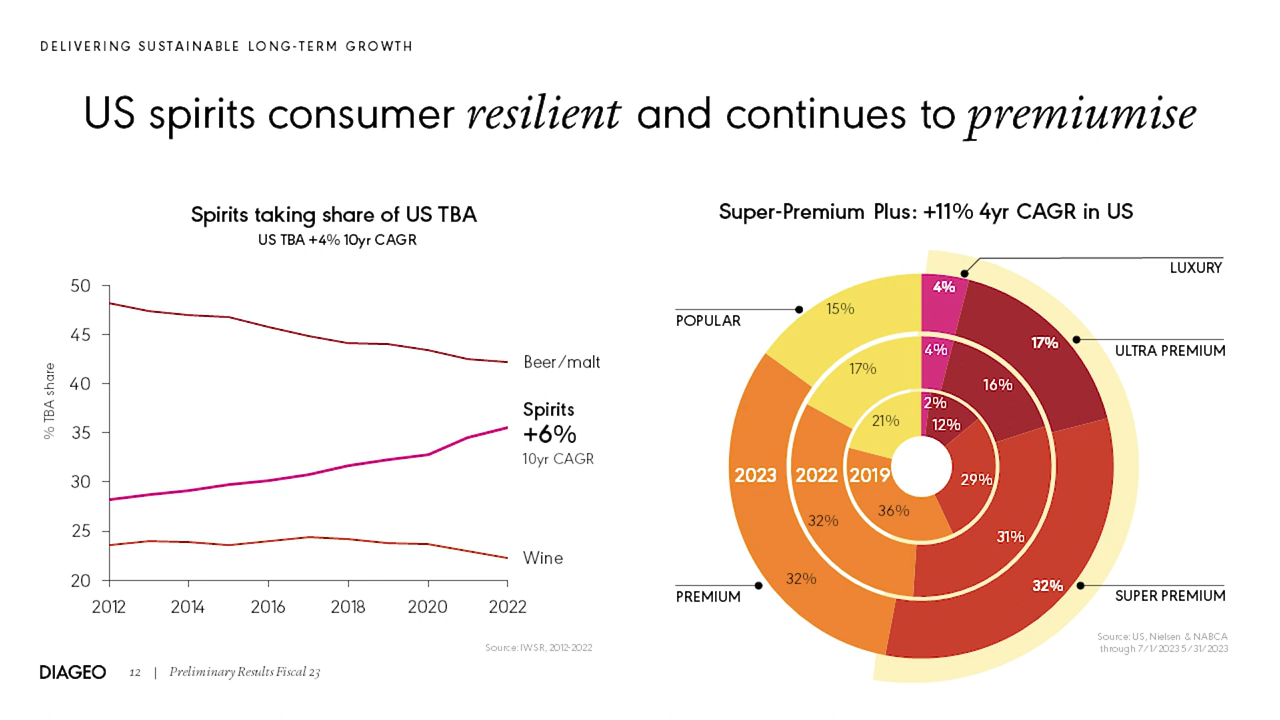 DELIVERING SUSTAINABLE LONG-TERM GROWTH
US spirits consumer resilient and continues to premiumise
Spirits taking share of US TBA
US TBA +4% 10yr CAGR
% TBA share
50
45
40
35
30
25
20
2012
2014
2016
2018
2020
2022
Beer/malt
Spirits
+6%
10yr CAGR
Wine
Source: IWSR, 2012-2022
Super-Premium Plus: +11% 4yr CAGR in US
LUXURY
POPULAR
ULTRA PREMIUM
PREMIUM
SUPER PREMIUM
15%
4%
17%
17%
4%
16%
21%
2%
12%
2023
2022
2019
29%
36%
32%
31%
32%
32%
Source: US, Nielsen & NABCA
through 7/1/2023 5/31/2023
DIAGEO
12 | Preliminary Results Fiscal 23